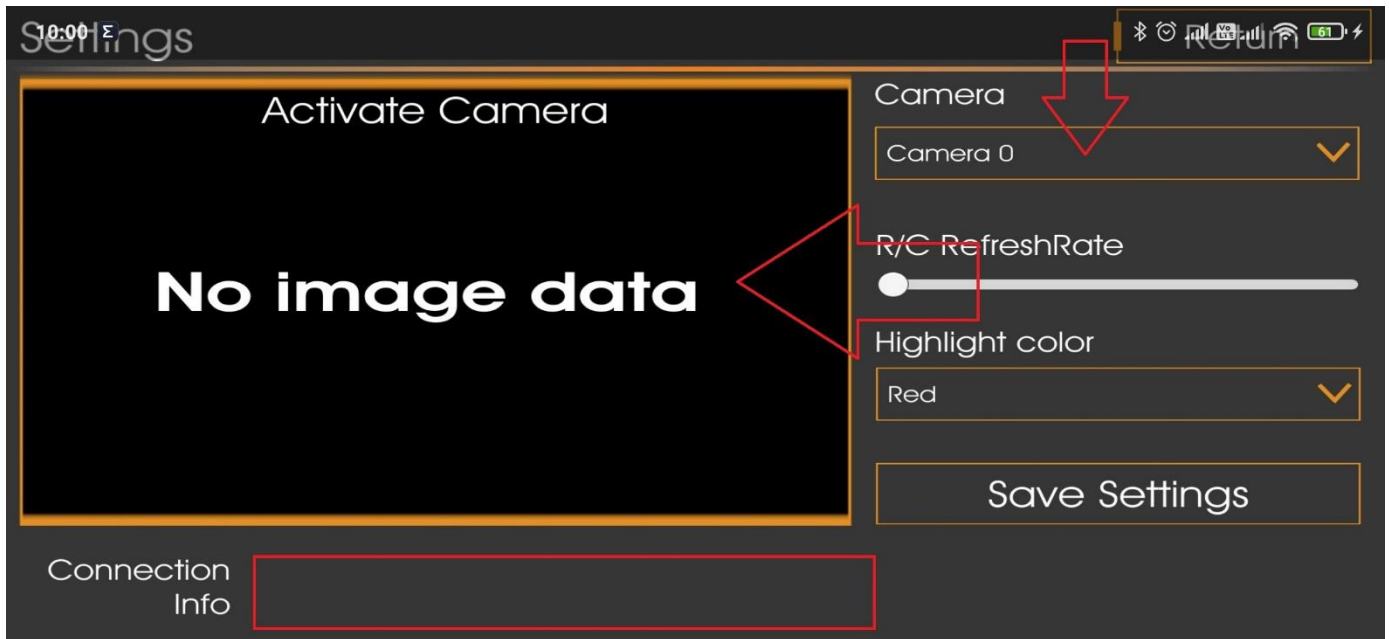 Settings
10:00 Σ
Return
61
Activate Camera
No image data
Camera
Camera 0
R/C RefreshRate
Highlight color
Red
Save Settings
Connection
Info